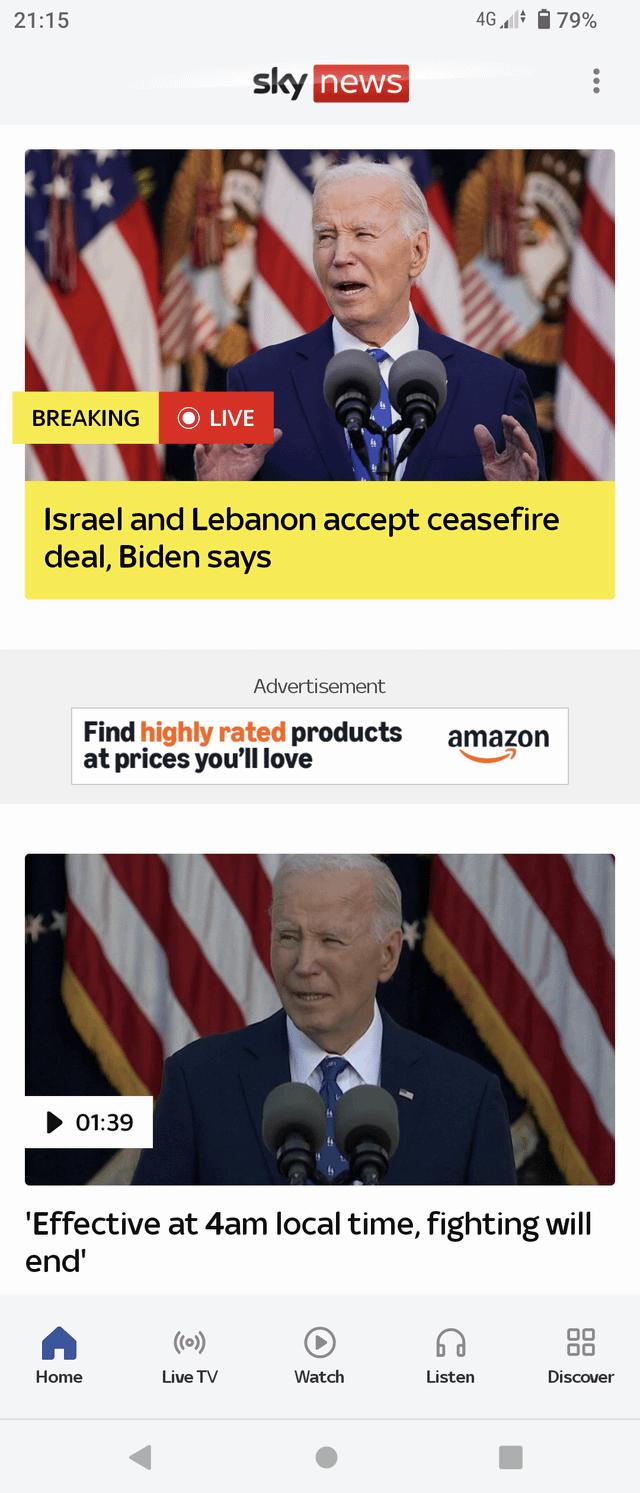 21:15
4G
79%
sky news
BREAKING
LIVE
Israel and Lebanon accept ceasefire
deal, Biden says
Advertisement
Find highly rated products
at prices you'll love
amazon
01:39
'Effective at 4am local time, fighting will
end'
Home
Live TV
Watch
Listen
Discover